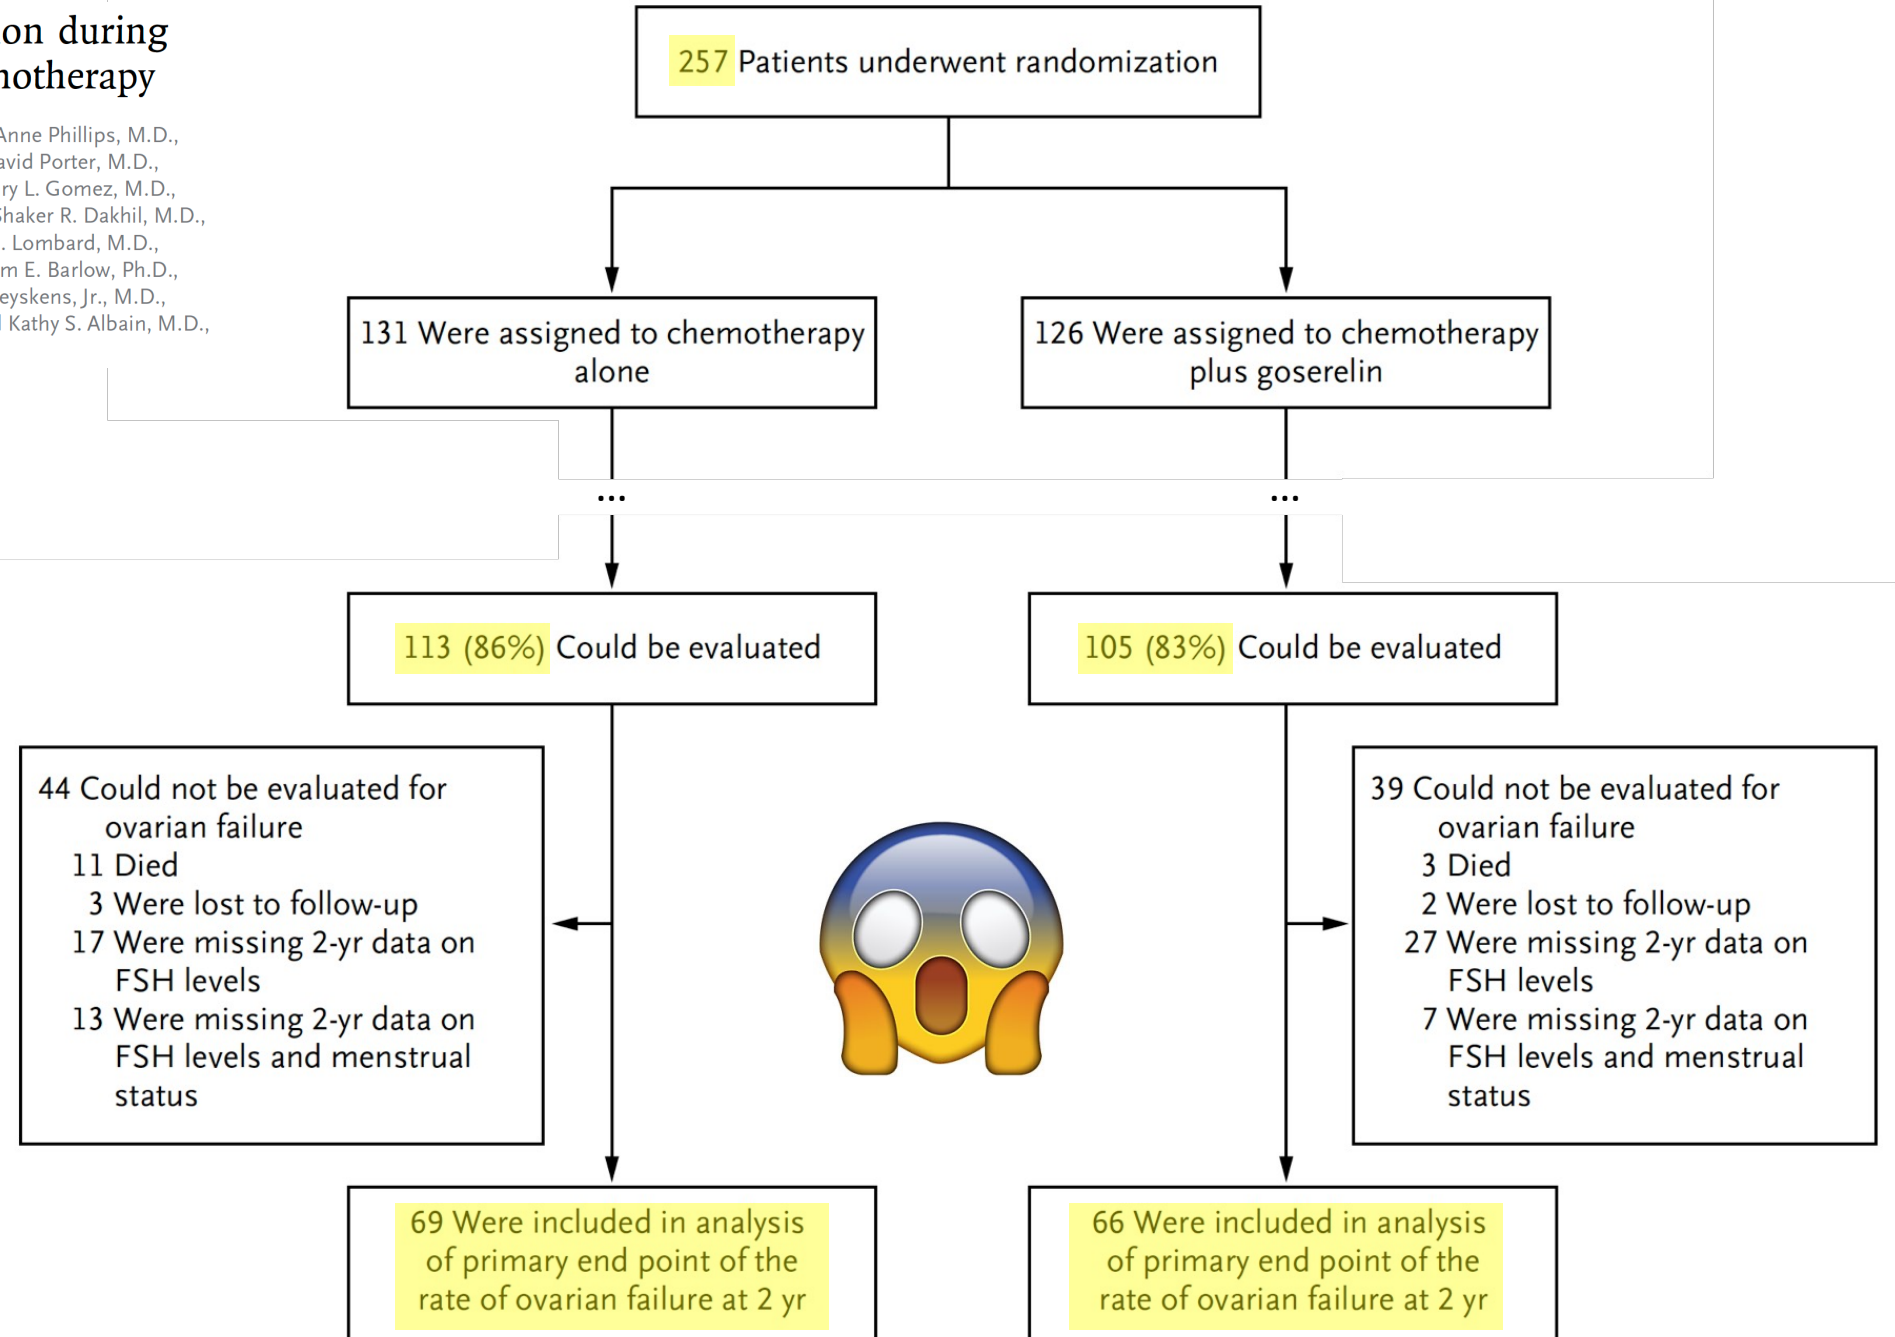 on during
notherapy
Anne Phillips, M.D.,
avid Porter, M.D.,
ry L. Gomez, M.D.,
Shaker R. Dakhil, M.D.,
. Lombard, M.D.,
m E. Barlow, Ph.D.,
eyskens, Jr., M.D.,
Kathy S. Albain, M.D.,
257 Patients underwent randomization
131 Were assigned to chemotherapy
alone
126 Were assigned to chemotherapy
plus goserelin
...
...
113 (86%) Could be evaluated
105 (83%) Could be evaluated
44 Could not be evaluated for
ovarian failure
11 Died
3 Were lost to follow-up
17 Were missing 2-yr data on
FSH levels
13 Were missing 2-yr data on
FSH levels and menstrual
status
39 Could not be evaluated for
ovarian failure
3 Died
2 Were lost to follow-up
27 Were missing 2-yr data on
FSH levels
7 Were missing 2-yr data on
FSH levels and menstrual
status
69 Were included in analysis
of primary end point of the
rate of ovarian failure at 2 yr
66 Were included in analysis
of primary end point of the
rate of ovarian failure at 2 yr